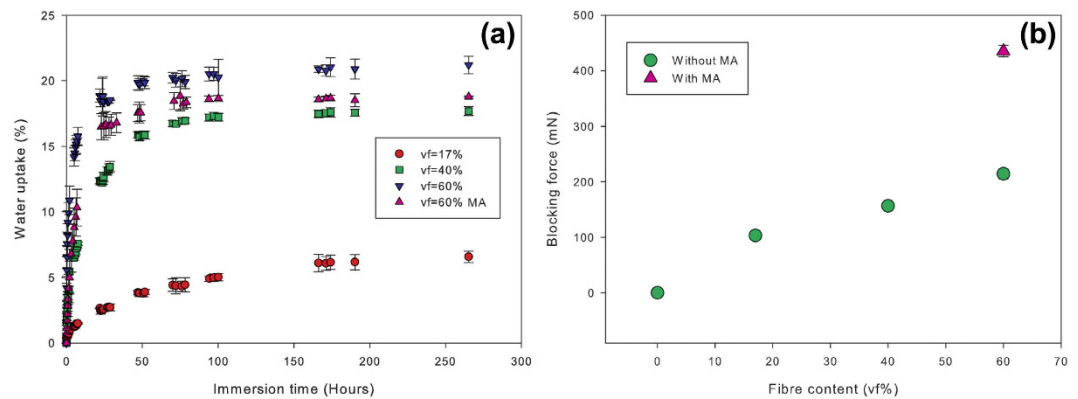 (a)
25
20
15
10
5
0
Water uptake (%)
vf=17%
vf=40%
vf=60%
vf=60% MA
0 50 100 150 200 250 300
Immersion time (Hours)
(b)
500
400
300
200
100
0
Blocking force (mN)
Without MA
With MA
0 10 20 30 40 50 60 70
Fibre content (vf%)